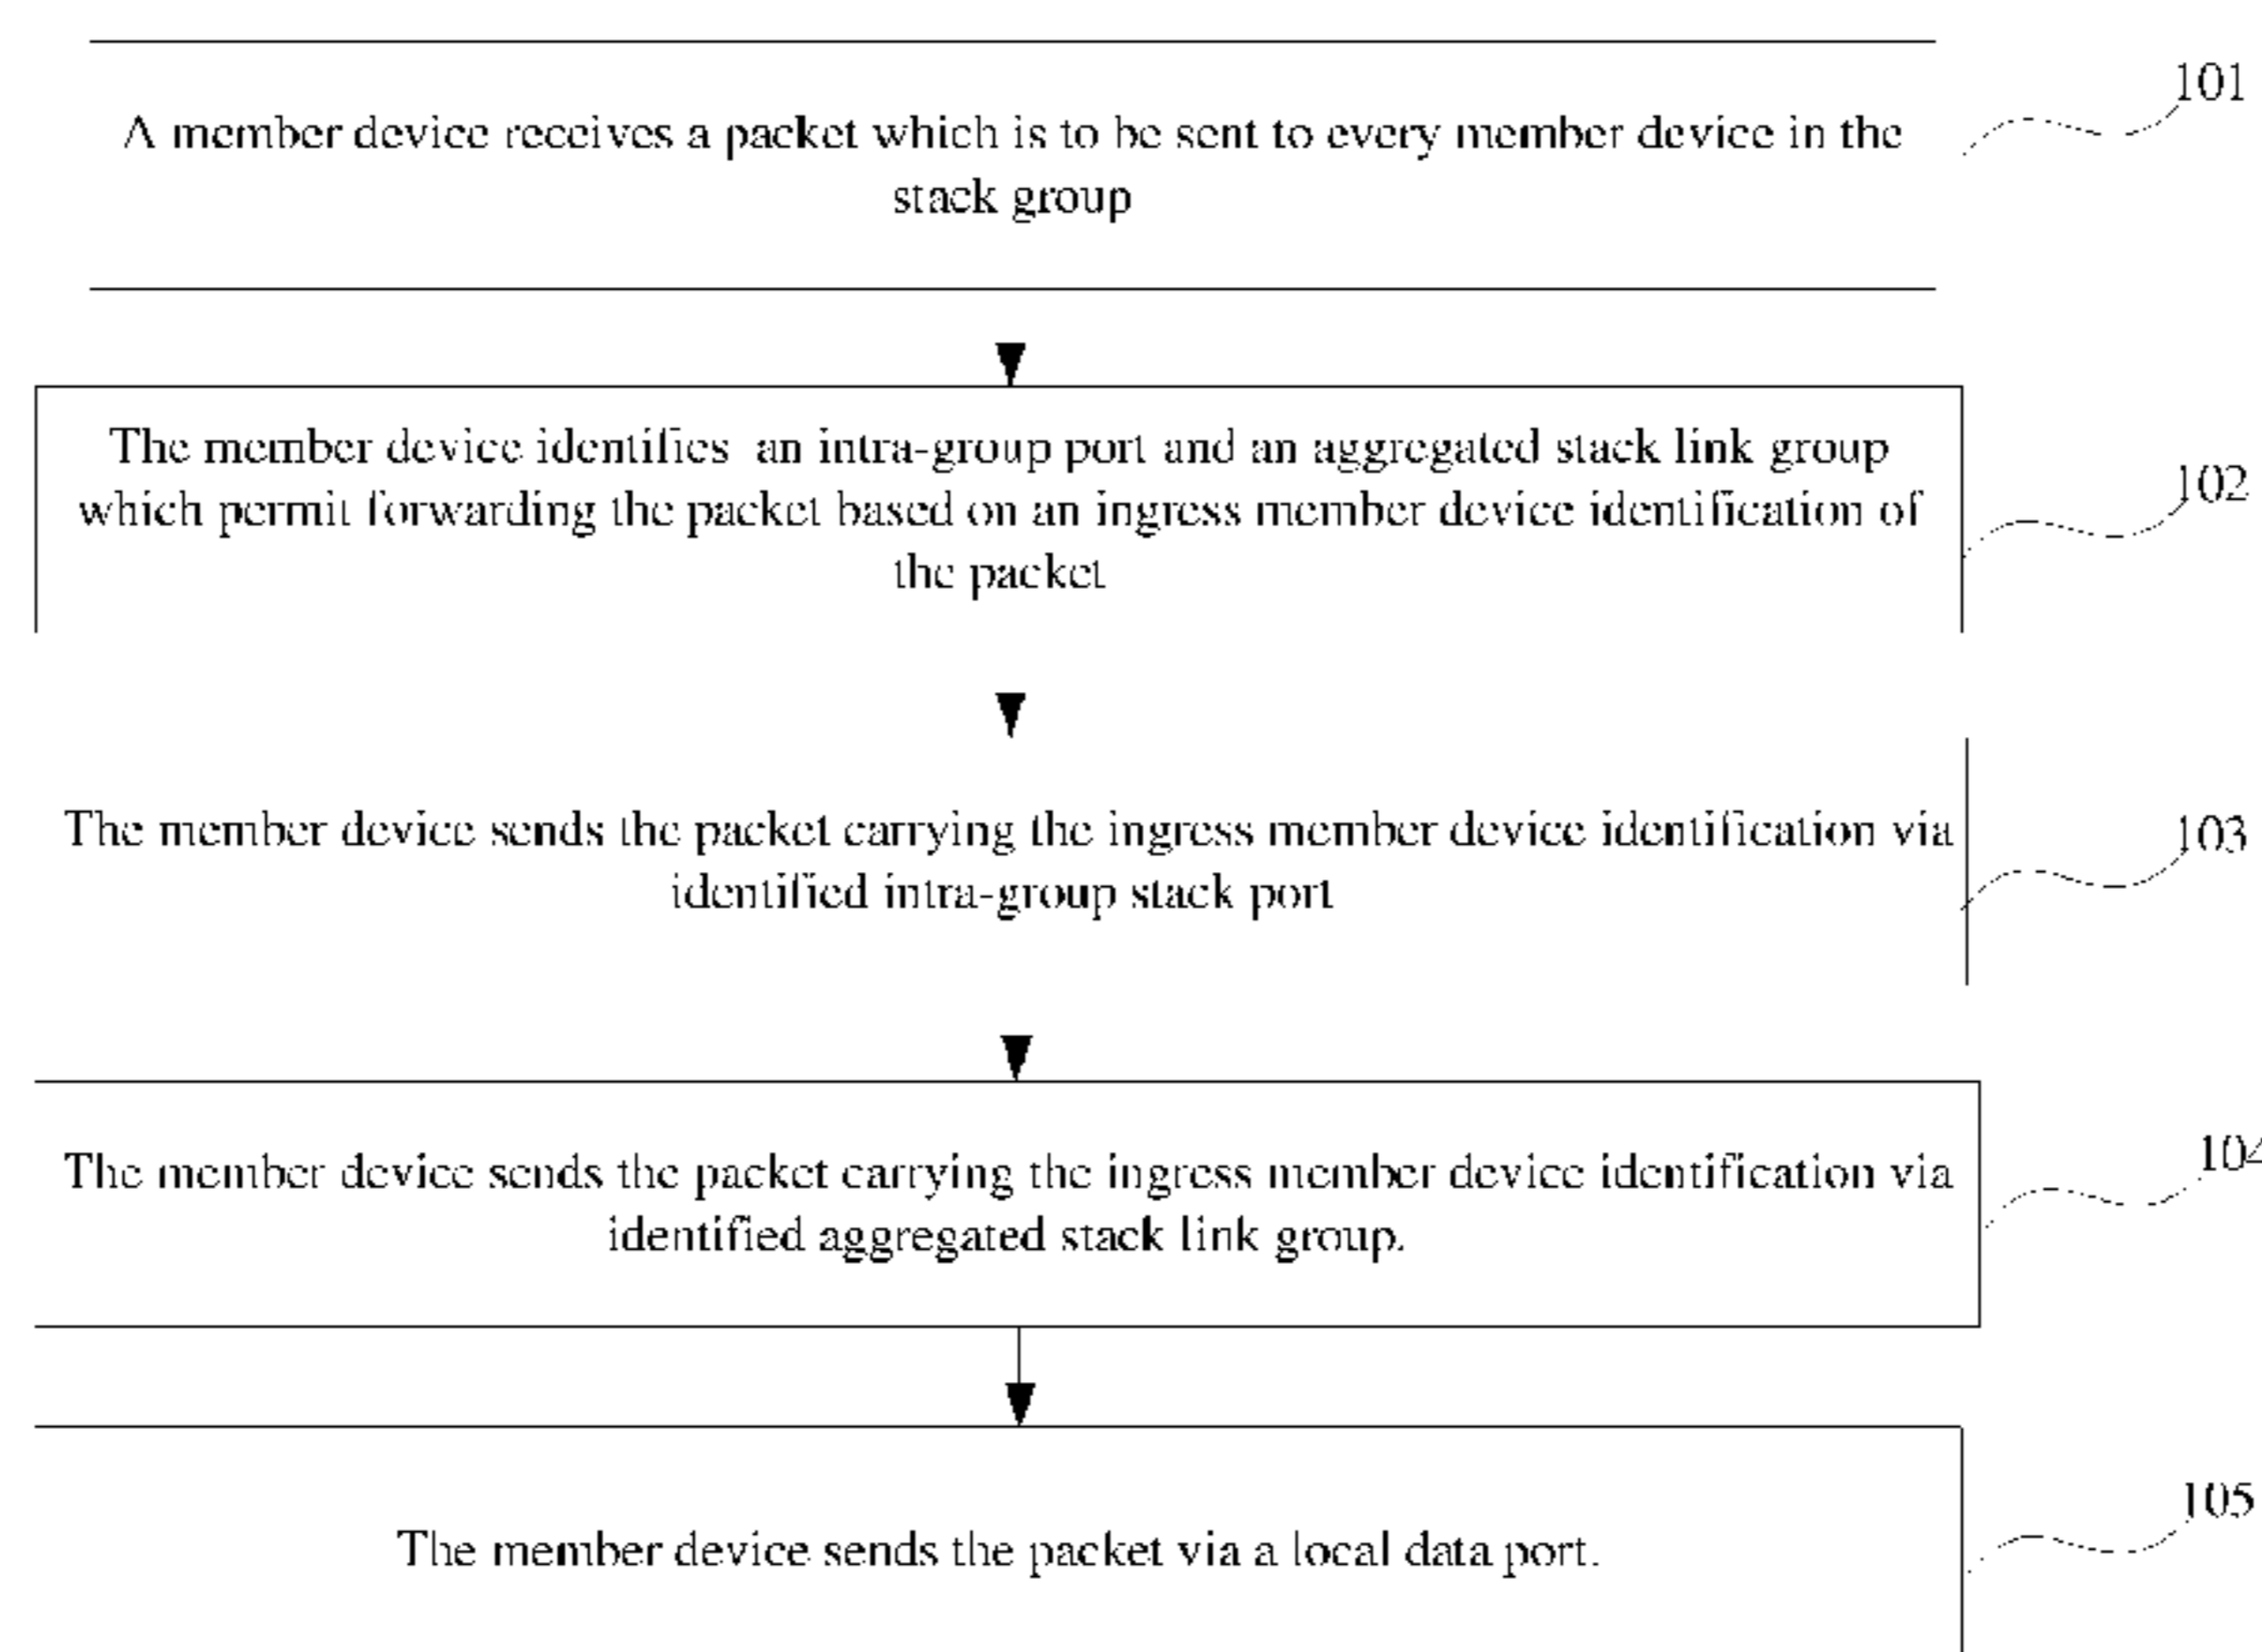 101
A member device receives a packet which is to be sent to every member device in the
stack group
The member device identifies an intra-group port and an aggregated stack link group
which permit forwarding the packet based on an ingress member device identification of
the packet
102
The member device sends the packet carrying the ingress member device identification via
identified intra-group stack port
103
The member device sends the packet carrying the ingress member device identification via
identified aggregated stack link group.
104
The member device sends the packet via a local data port.
105